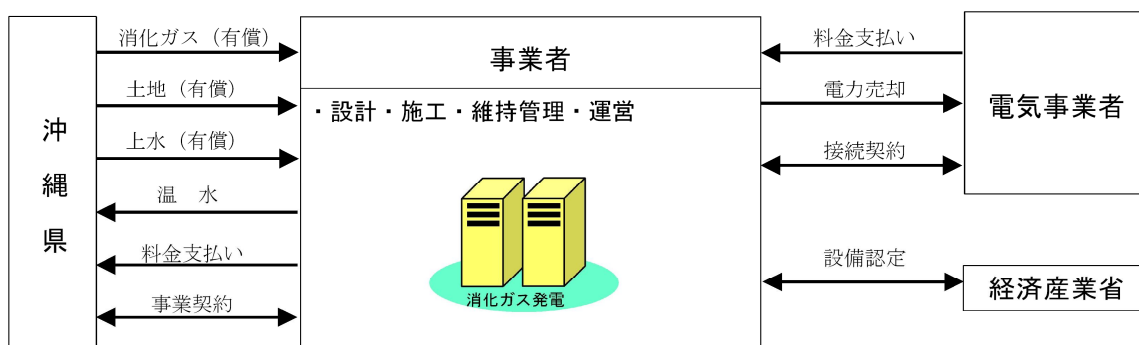 沖縄県
消化ガス（有償）
土地（有償）
上水（有償）
温　水
料金支払い
事業契約
事業者
・設計・施工・維持管理・運営
消化ガス発電
料金支払い
電力売却
接続契約
設備認定
電気事業者
経済産業省